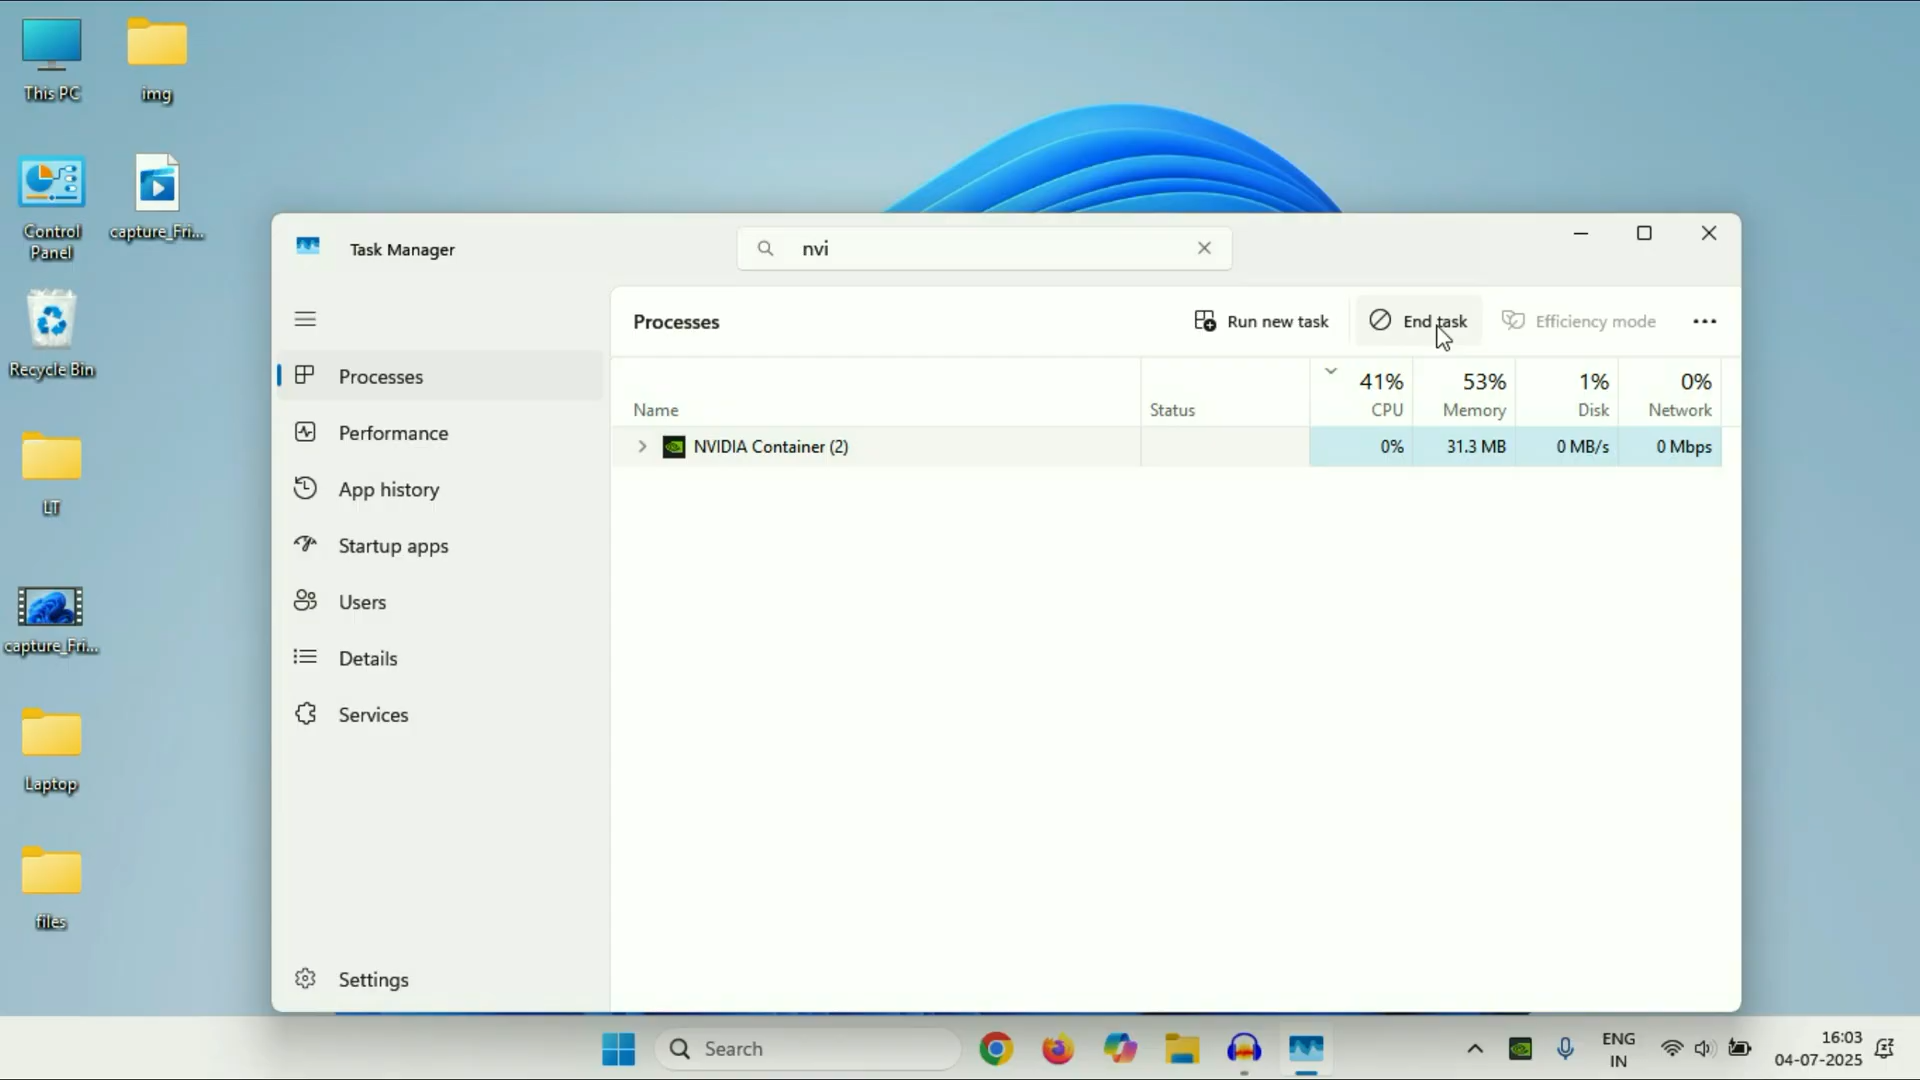 This PC
img
Control
Panel
capture_Fri...
Recycle Bin
LT
capture_Fri...
Laptop
files
Task Manager
nvi
Processes
Run new task
End task
Efficiency mode
Processes
Performance
App history
Startup apps
Users
Details
Services
Settings
Name
Status
41%
CPU
53%
Memory
1%
Disk
0%
Network
NVIDIA Container (2)
0%
31.3 MB
0 MB/s
0 Mbps
Search
ENG
IN
16:03
04-07-2025